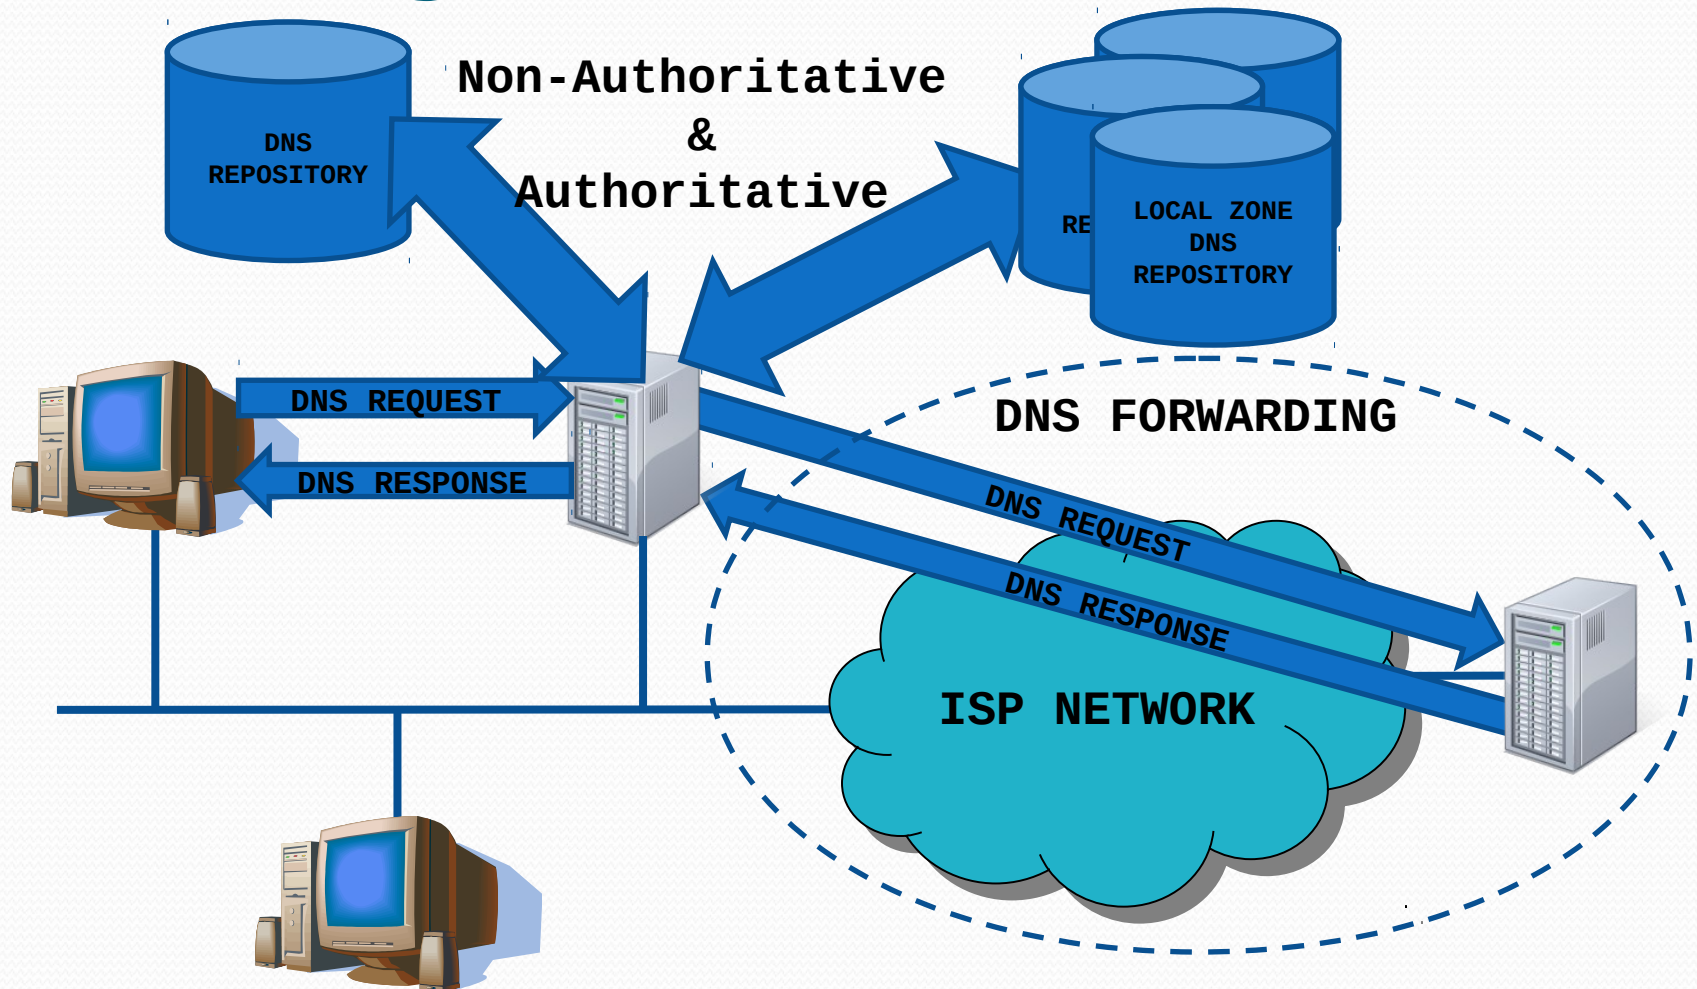 Non-Authoritative
&
Authoritative
DNS
REPOSITORY
LOCAL ZONE
DNS
REPOSITORY
DNS REQUEST
DNS RESPONSE
DNS FORWARDING
DNS REQUEST
DNS RESPONSE
ISP NETWORK